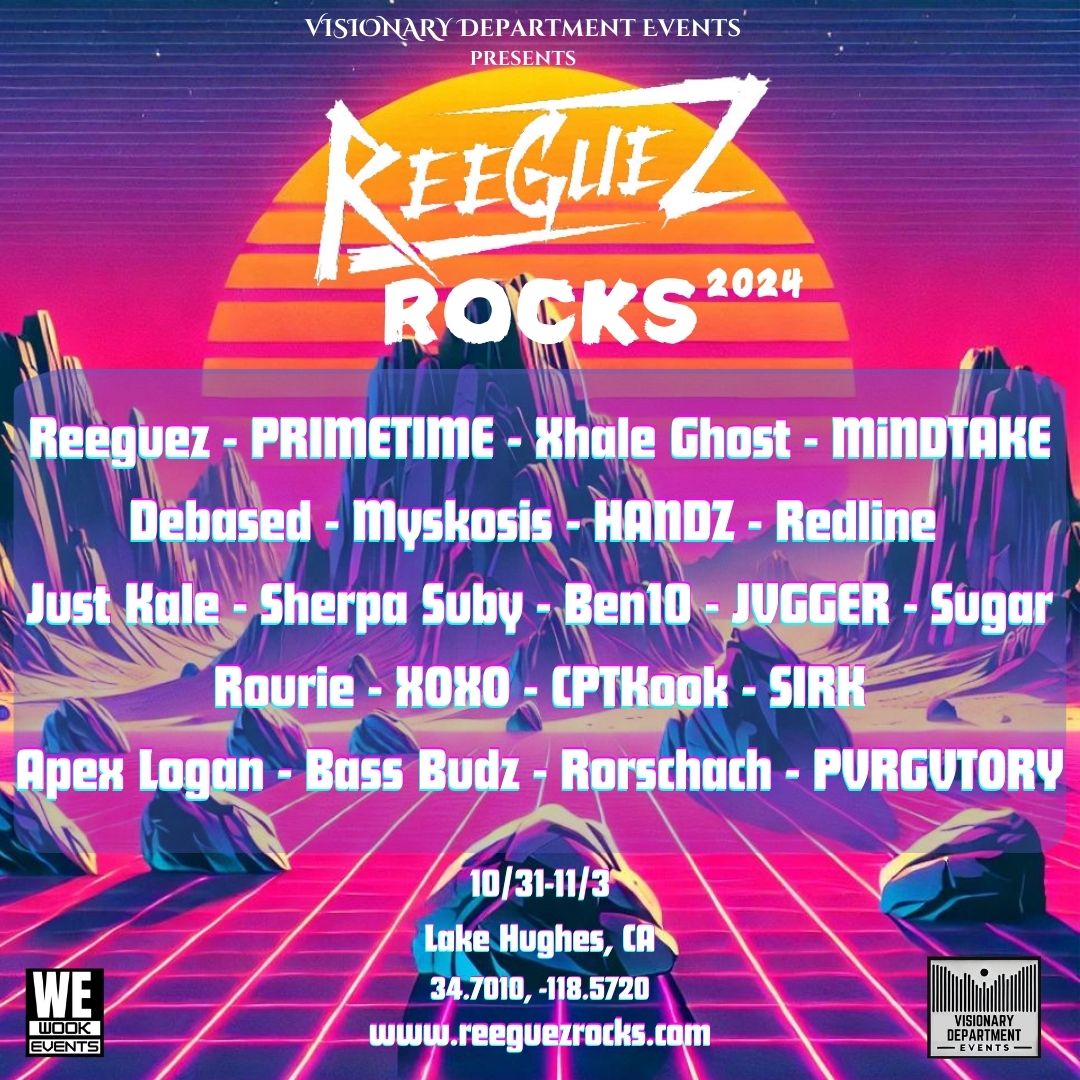 VISIONARY DEPARTMENT EVENTS
PRESENTS
REEGUEZ
ROCKS 2024
Reeguez - PRIMETIME - Xhale Ghost - MiNDTAKE
Debased - Myskosis - HANDZ - Redline
Just Kale - Sherpa Suby - Ben10 - JVGGER - Sugar
Rovrie - XOXO - CPTKook - SIRK
Apex Logan - Bass Budz - Rorschach - PVRGVTORY
10/31-11/3
Lake Hughes, CA
34.7010, -118.5720
www.reeguezrocks.com
WE
WOOK
EVENTS
VISIONARY
DEPARTMENT
EVENTS